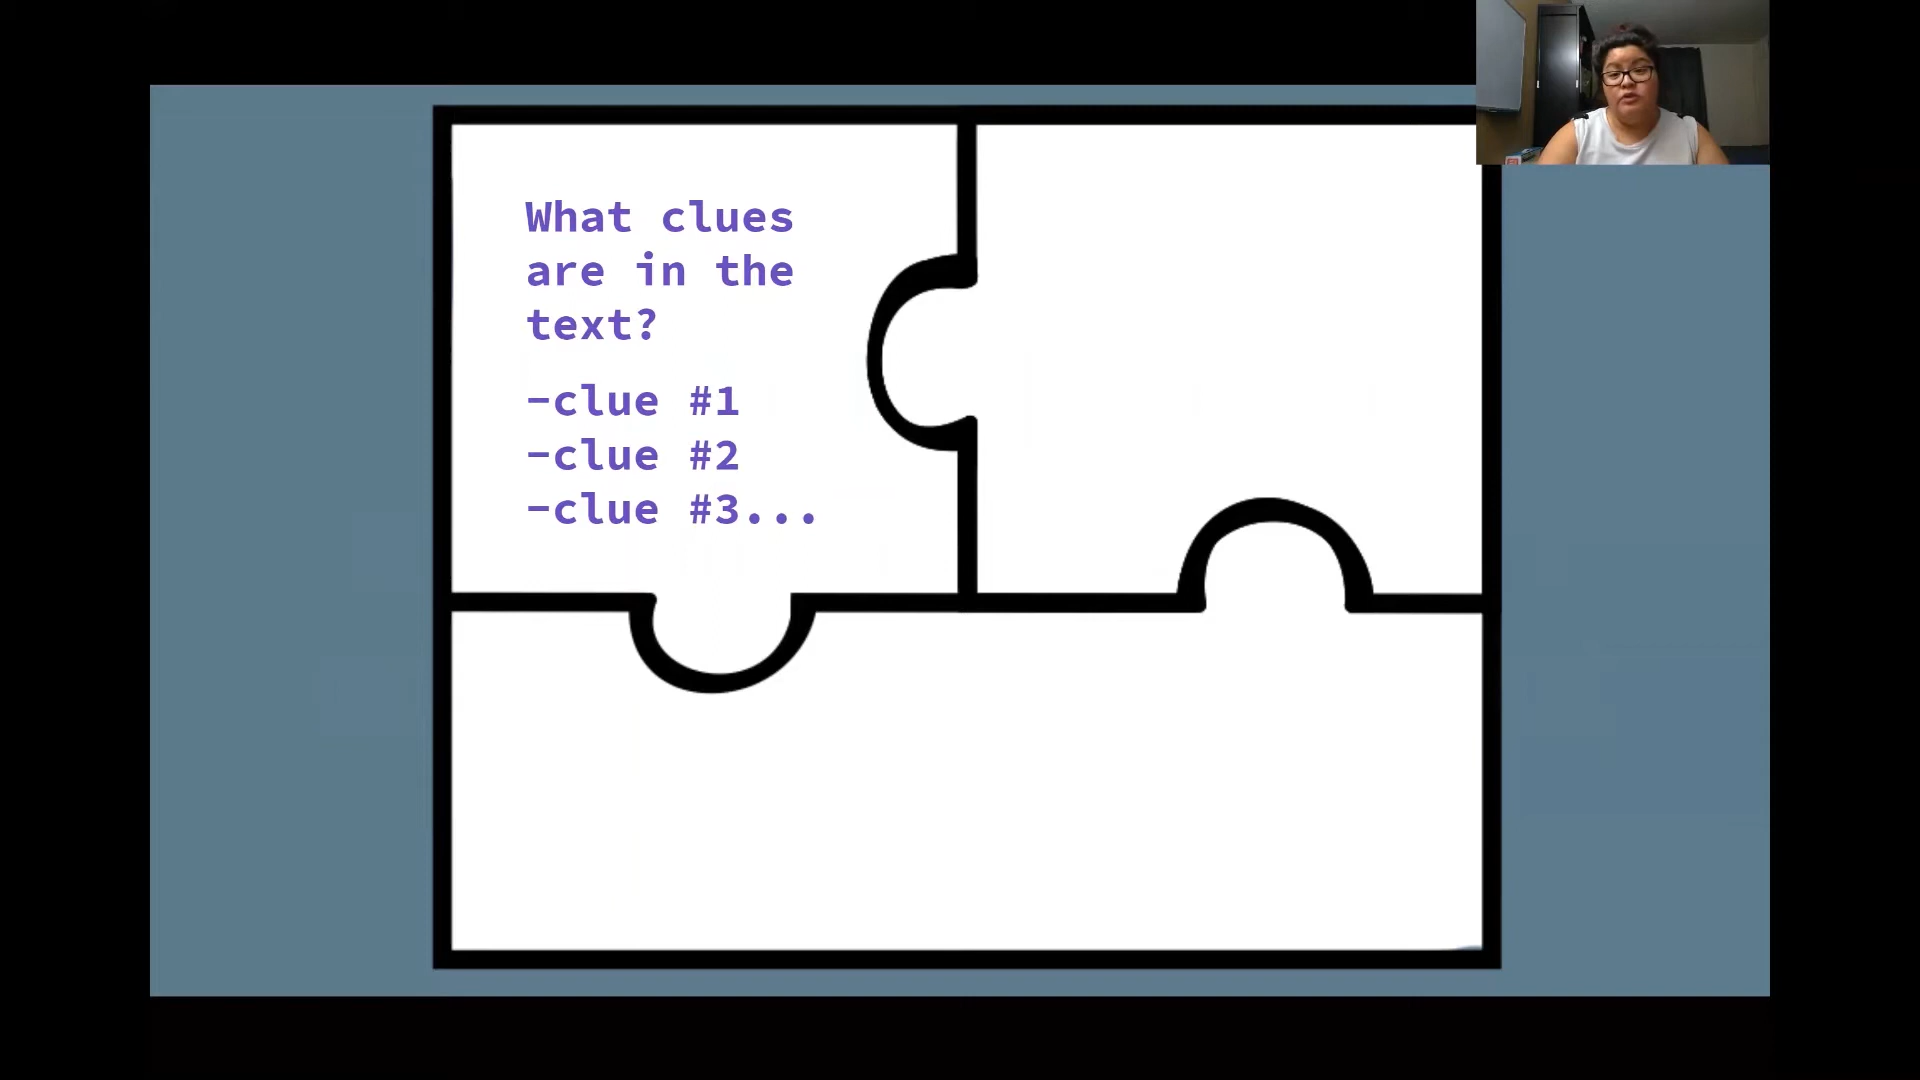 What clues
are in the
text?
-clue #1
-clue #2
-clue #3...